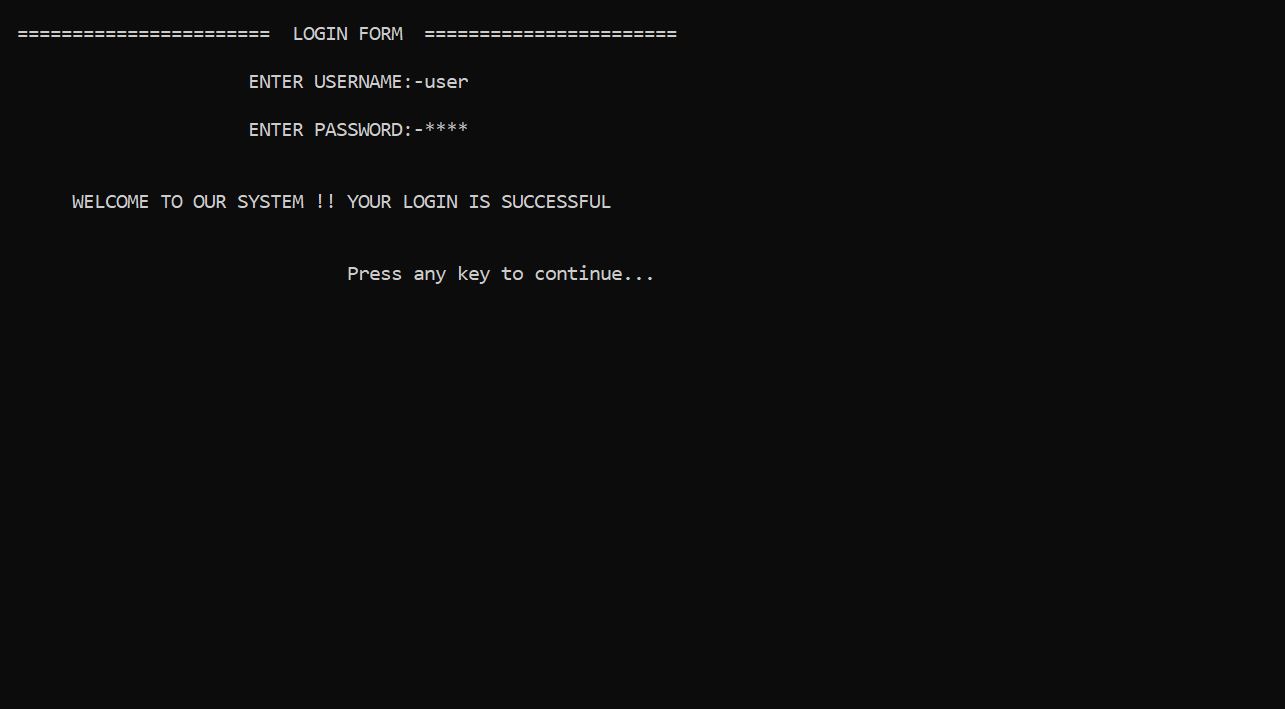 ======================= LOGIN FORM =======================
ENTER USERNAME:-user
ENTER PASSWORD:-****
WELCOME TO OUR SYSTEM !! YOUR LOGIN IS SUCCESSFUL
Press any key to continue...